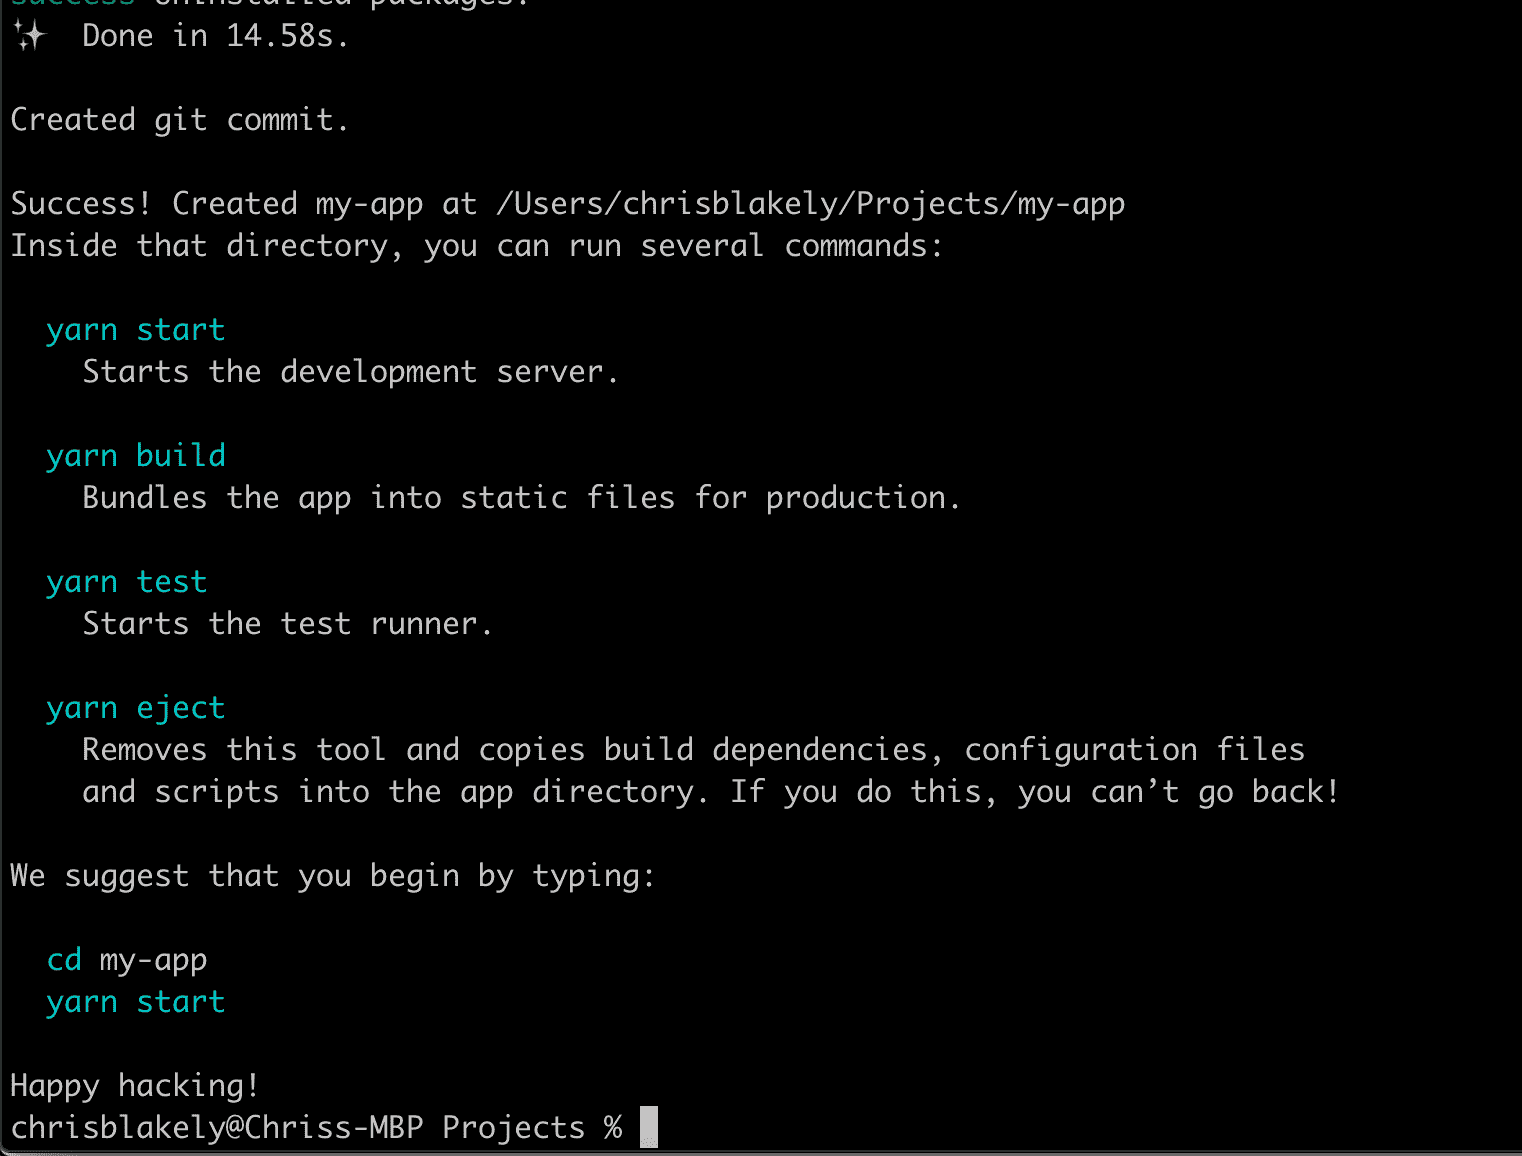 success Uninstalled packages.
✨  Done in 14.58s.
Created git commit.
Success! Created my-app at /Users/chrisblakely/Projects/my-app
Inside that directory, you can run several commands:
yarn start
Starts the development server.
yarn build
Bundles the app into static files for production.
yarn test
Starts the test runner.
yarn eject
Removes this tool and copies build dependencies, configuration files
and scripts into the app directory. If you do this, you can’t go back!
We suggest that you begin by typing:
cd my-app
yarn start
Happy hacking!
chrisblakely@Chriss-MBP Projects %